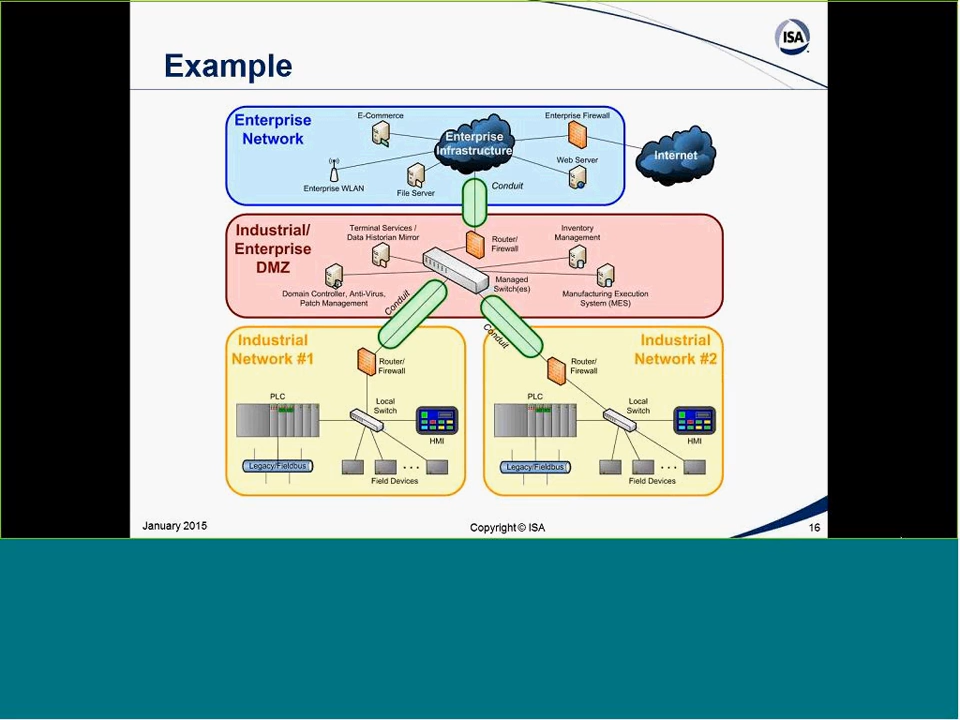 ISA
Example
Enterprise
Network
E-Commerce
Enterprise
Infrastructure
Enterprise Firewall
Internet
Web Server
Enterprise WLAN
File Server
Conduit
Industrial/
Enterprise
DMZ
Terminal Services /
Data Historian Mirror
Router/
Firewall
Inventory
Management
Managed
Switch(es)
Domain Controller, Anti-Virus,
Patch Management
Manufacturing Execution
System (MES)
Conduit
Conduit
Industrial
Network #1
Router/
Firewall
PLC
Local
Switch
HMI
Legacy/Fieldbus
Field Devices
Industrial
Network #2
Router/
Firewall
PLC
Local
Switch
HMI
Legacy/Fieldbus
Field Devices
January 2015
Copyright © ISA
16